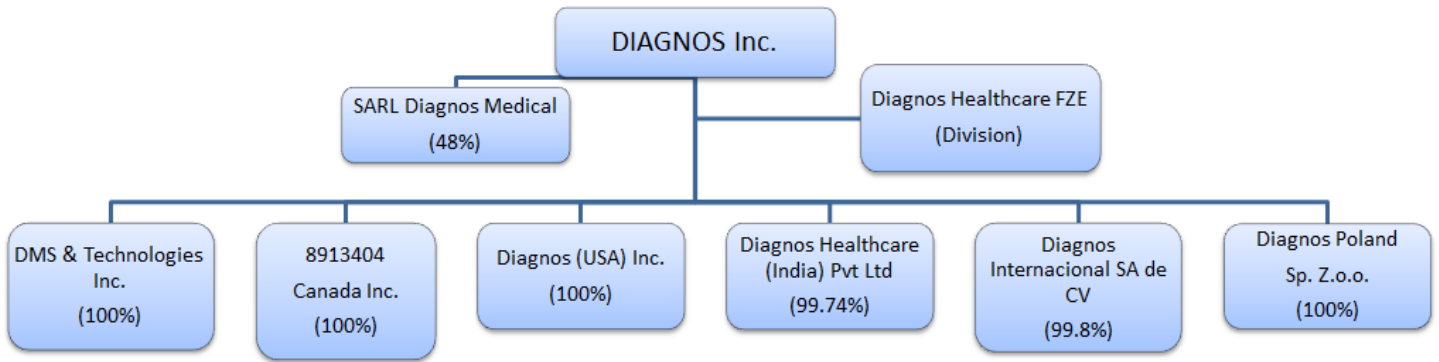 DIAGNOS Inc.
SARL Diagnos Medical
(48%)
Diagnos Healthcare FZE
(Division)
DMS & Technologies
Inc.
(100%)
8913404
Canada Inc.
(100%)
Diagnos (USA) Inc.
(100%)
Diagnos Healthcare
(India) Pvt Ltd
(99.74%)
Diagnos
Internacional SA de
CV
(99.8%)
Diagnos Poland
Sp. Z.o.o.
(100%)